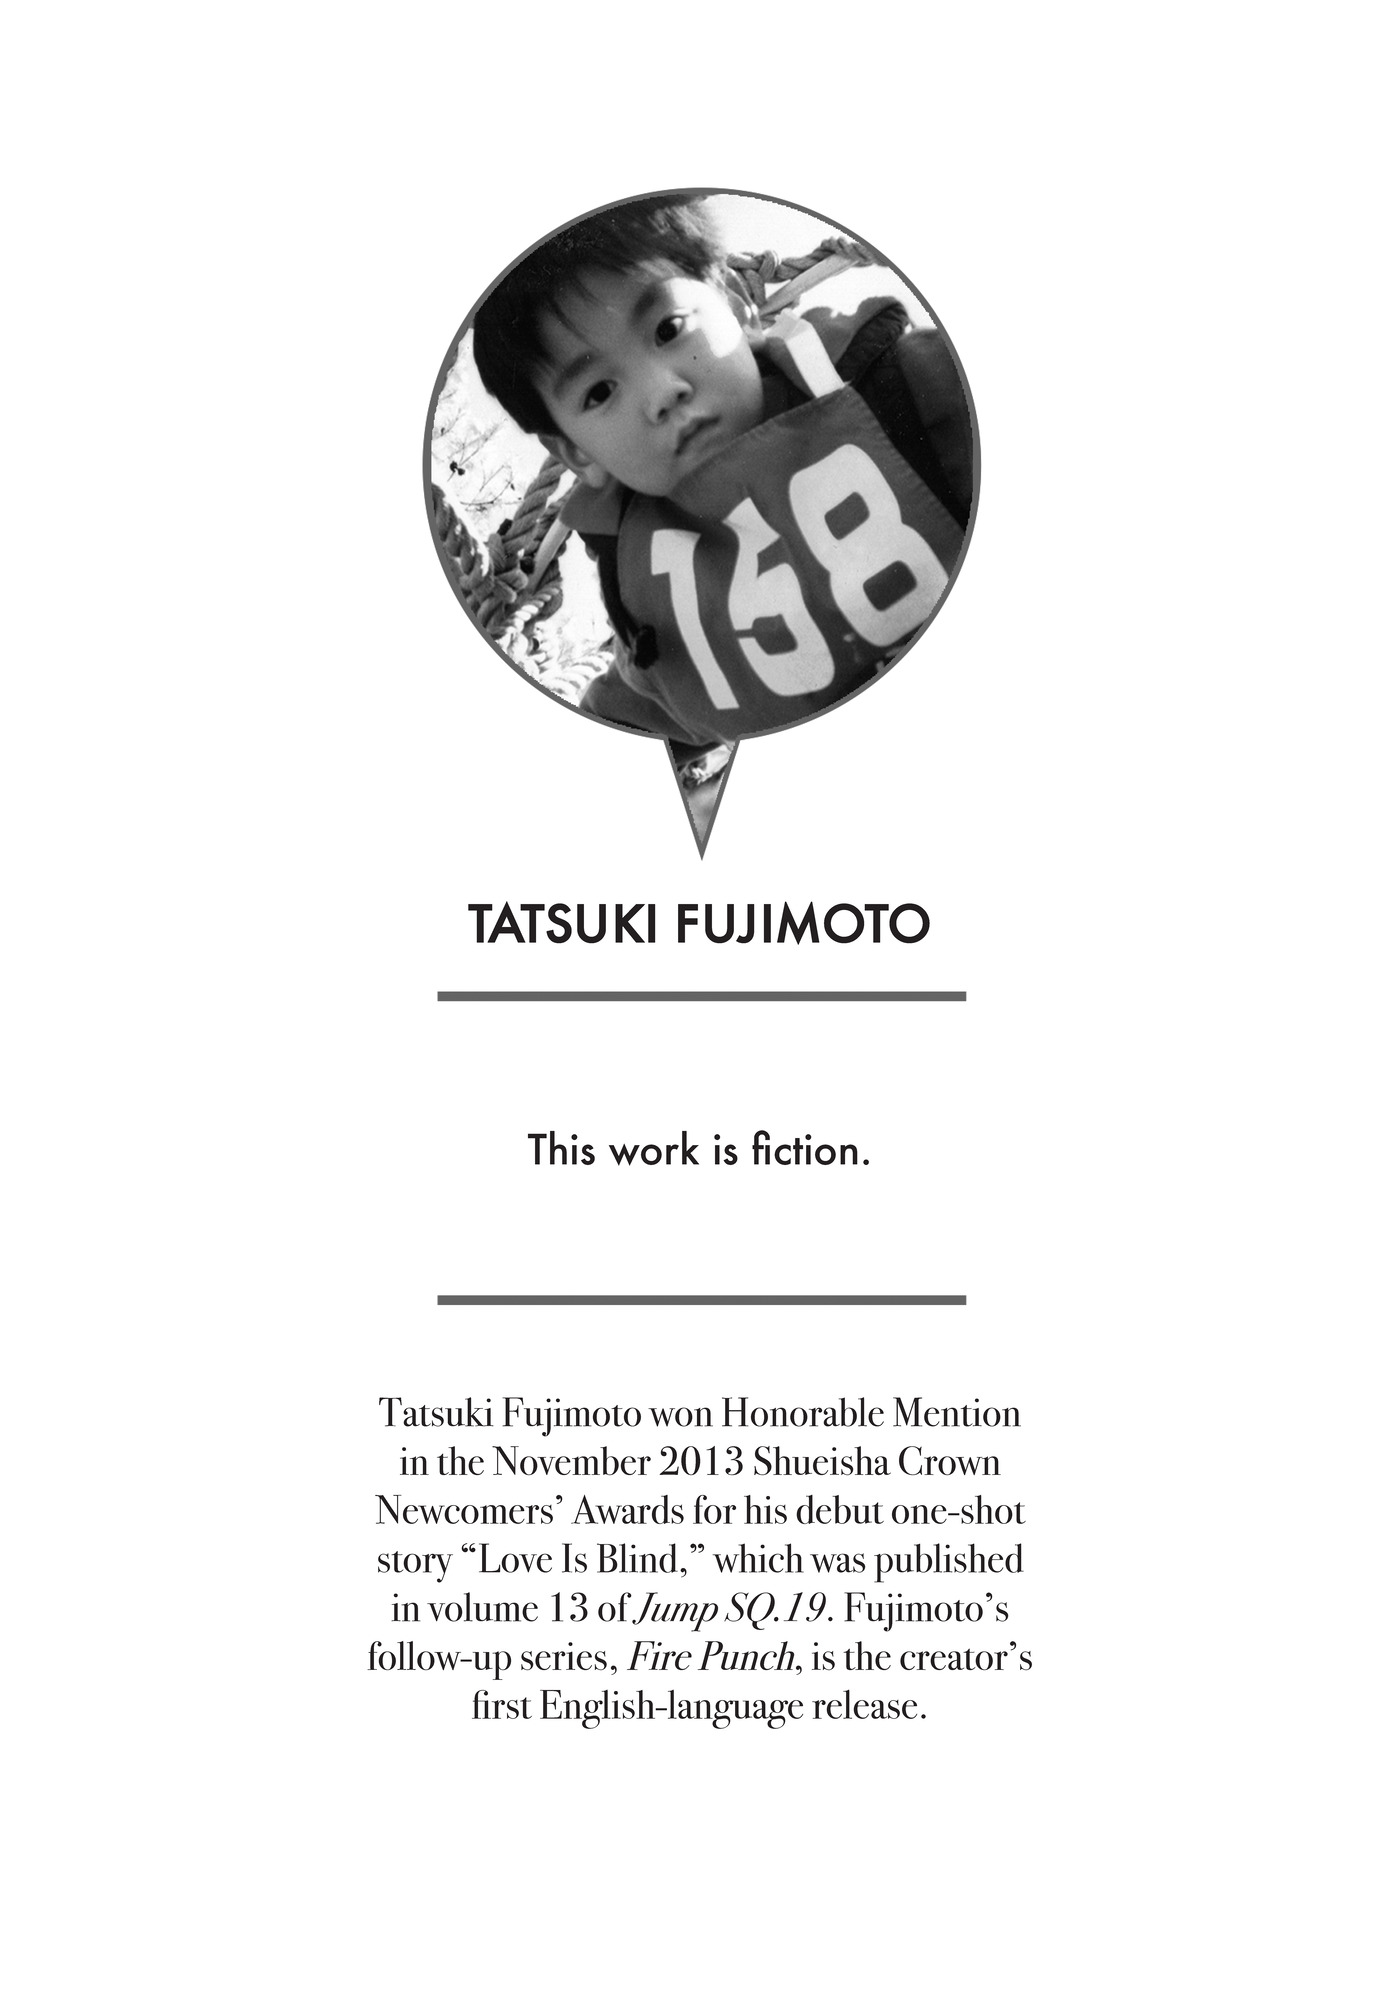 158
TATSUKI FUJIMOTO
This work is fiction.
Tatsuki Fujimoto won Honorable Mention
in the November 2013 Shueisha Crown
Newcomers’ Awards for his debut one-shot
story “Love Is Blind,” which was published
in volume 13 of Jump SQ.19. Fujimoto’s
follow-up series, Fire Punch, is the creator’s
first English-language release.